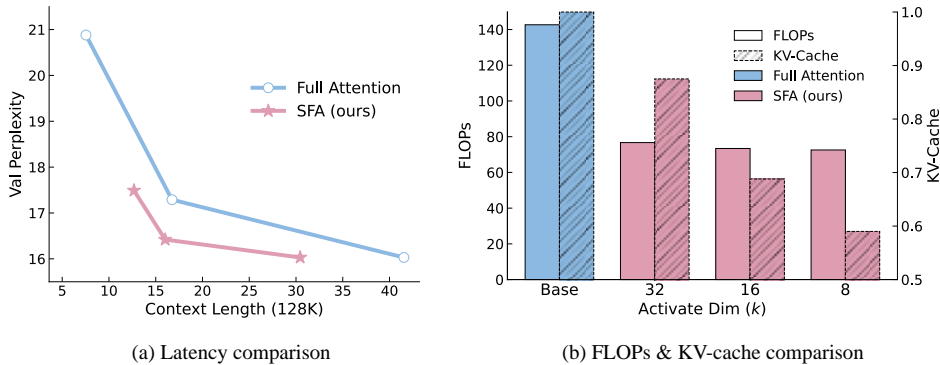 21
20
19
18
17
16
Val Perplexity
5 10 15 20 25 30 35 40
Context Length (128K)
Full Attention
SFA (ours)
(a) Latency comparison
140
120
100
80
60
40
20
0
FLOPs
Base 32 16 8
Activate Dim (k)
FLOPs
KV-Cache
Full Attention
SFA (ours)
1.0
0.9
0.8
0.7
0.6
0.5
KV-Cache
(b) FLOPs & KV-cache comparison